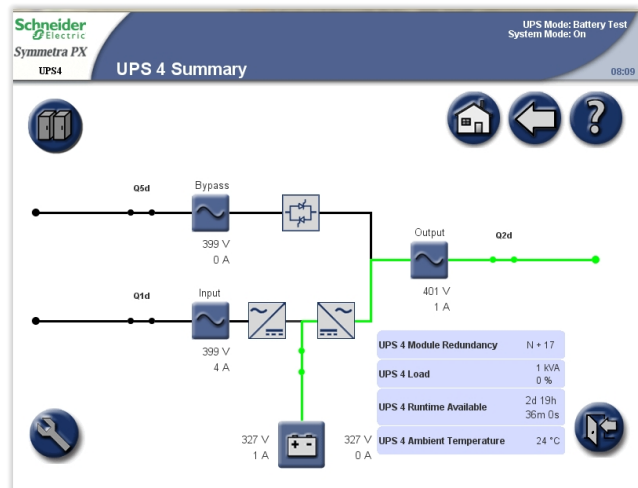 Schneider
Electric
Symmetra PX
UPS4
UPS 4 Summary
UPS Mode: Battery Test
System Mode: On
08:09
Q5d
Bypass
399 V
0 A
Output
Q2d
401 V
1 A
Q1d
Input
399 V
4 A
UPS 4 Module Redundancy N + 17
UPS 4 Load 1 kVA
0 %
UPS 4 Runtime Available 2d 19h
36m 0s
UPS 4 Ambient Temperature 24 °C
327 V
1 A
+ -
327 V
0 A